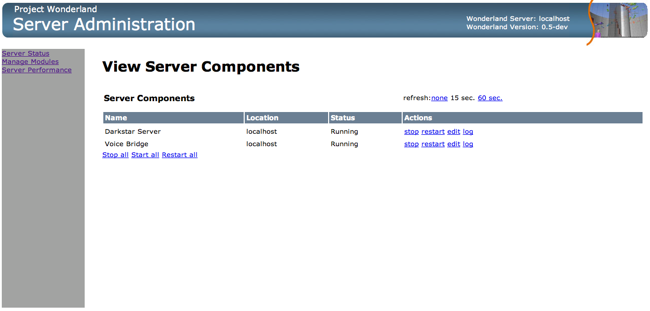 Project Wonderland
Server Administration
Wonderland Server: localhost
Wonderland Version: 0.5-dev
Server Status
Manage Modules
Server Performance
View Server Components
Server Components
refresh:none 15 sec. 60 sec.
Name Location Status Actions
Darkstar Server localhost Running stop restart edit log
Voice Bridge localhost Running stop restart edit log
Stop all Start all Restart all